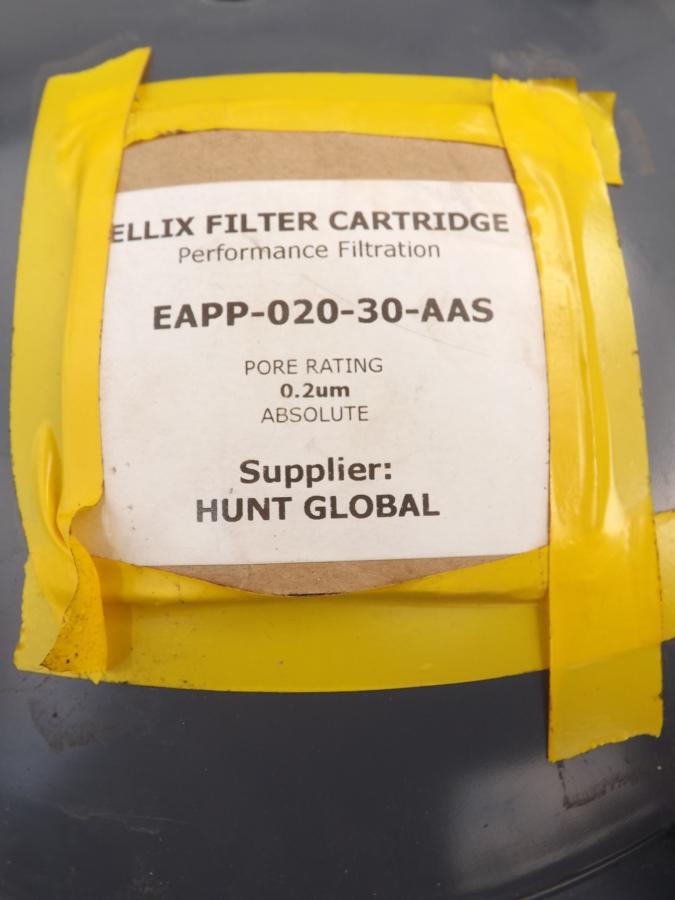 ELLIX FILTER CARTRIDGE
Performance Filtration
EAPP-020-30-AAS
PORE RATING
0.2um
ABSOLUTE
Supplier:
HUNT GLOBAL